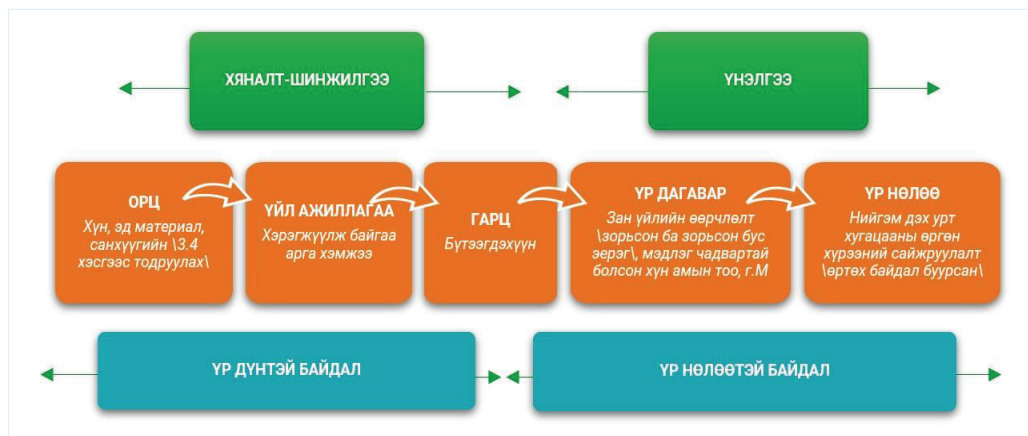 ХЯНАЛТ-ШИНЖИЛГЭЭ
ҮНЭЛГЭЭ
ОРЦ
Хүн, эд материал,
санхүүгийн \3.4
хэсгээс тодруулах\
ҮЙЛ АЖИЛЛАГАА
Хэрэгжүүлж байгаа
арга хэмжээ
ГАРЦ
Бүтээгдэхүүн
ҮР ДАГАВАР
Зан үйлийн өөрчлөлт
\зорьсон ба зорьсон бус
эерэг\, мэдлэг чадвартай
болсон хүн амын тоо, г.М
ҮР НӨЛӨӨ
Нийгэм дэх урт
хугацааны өргөн
хүрээний сайжруулалт
\өртөх байдал буурсан\
ҮР ДҮНТЭЙ БАЙДАЛ
ҮР НӨЛӨӨТЭЙ БАЙДАЛ